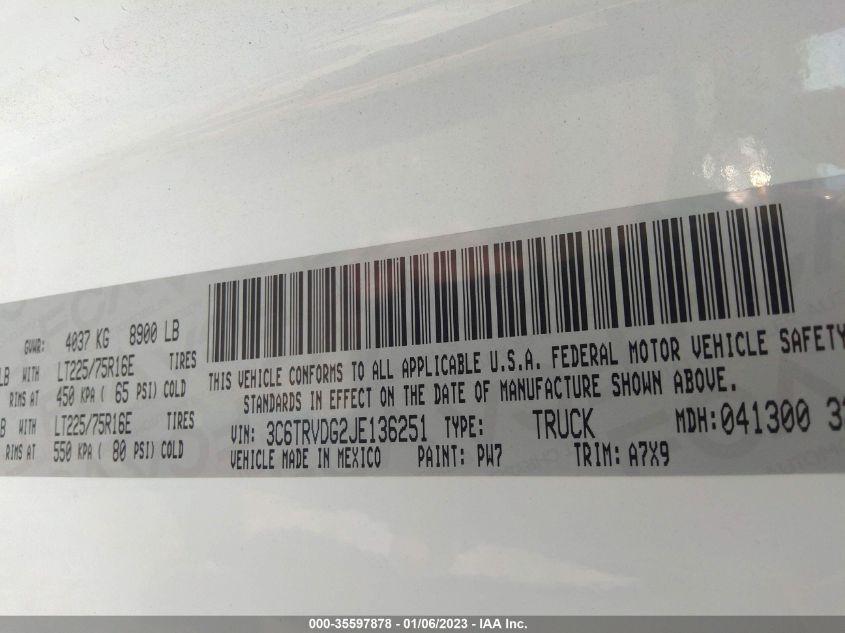 GVWR: 4037 KG 8900 LB
LB WITH LT225/75R16E TIRES
RIMS AT 450 KPA ( 65 PSI) COLD
WITH LT225/75R16E TIRES
RIMS AT 550 KPA ( 80 PSI) COLD
THIS VEHICLE CONFORMS TO ALL APPLICABLE U.S.A. FEDERAL MOTOR VEHICLE SAFETY
STANDARDS IN EFFECT ON THE DATE OF MANUFACTURE SHOWN ABOVE.
VIN: 3C6TRVDG2JE136251 TYPE: TRUCK MDH: 041300
VEHICLE MADE IN MEXICO PAINT: PW7 TRIM: A7X9
000-35597878 - 01/06/2023 - IAA Inc.